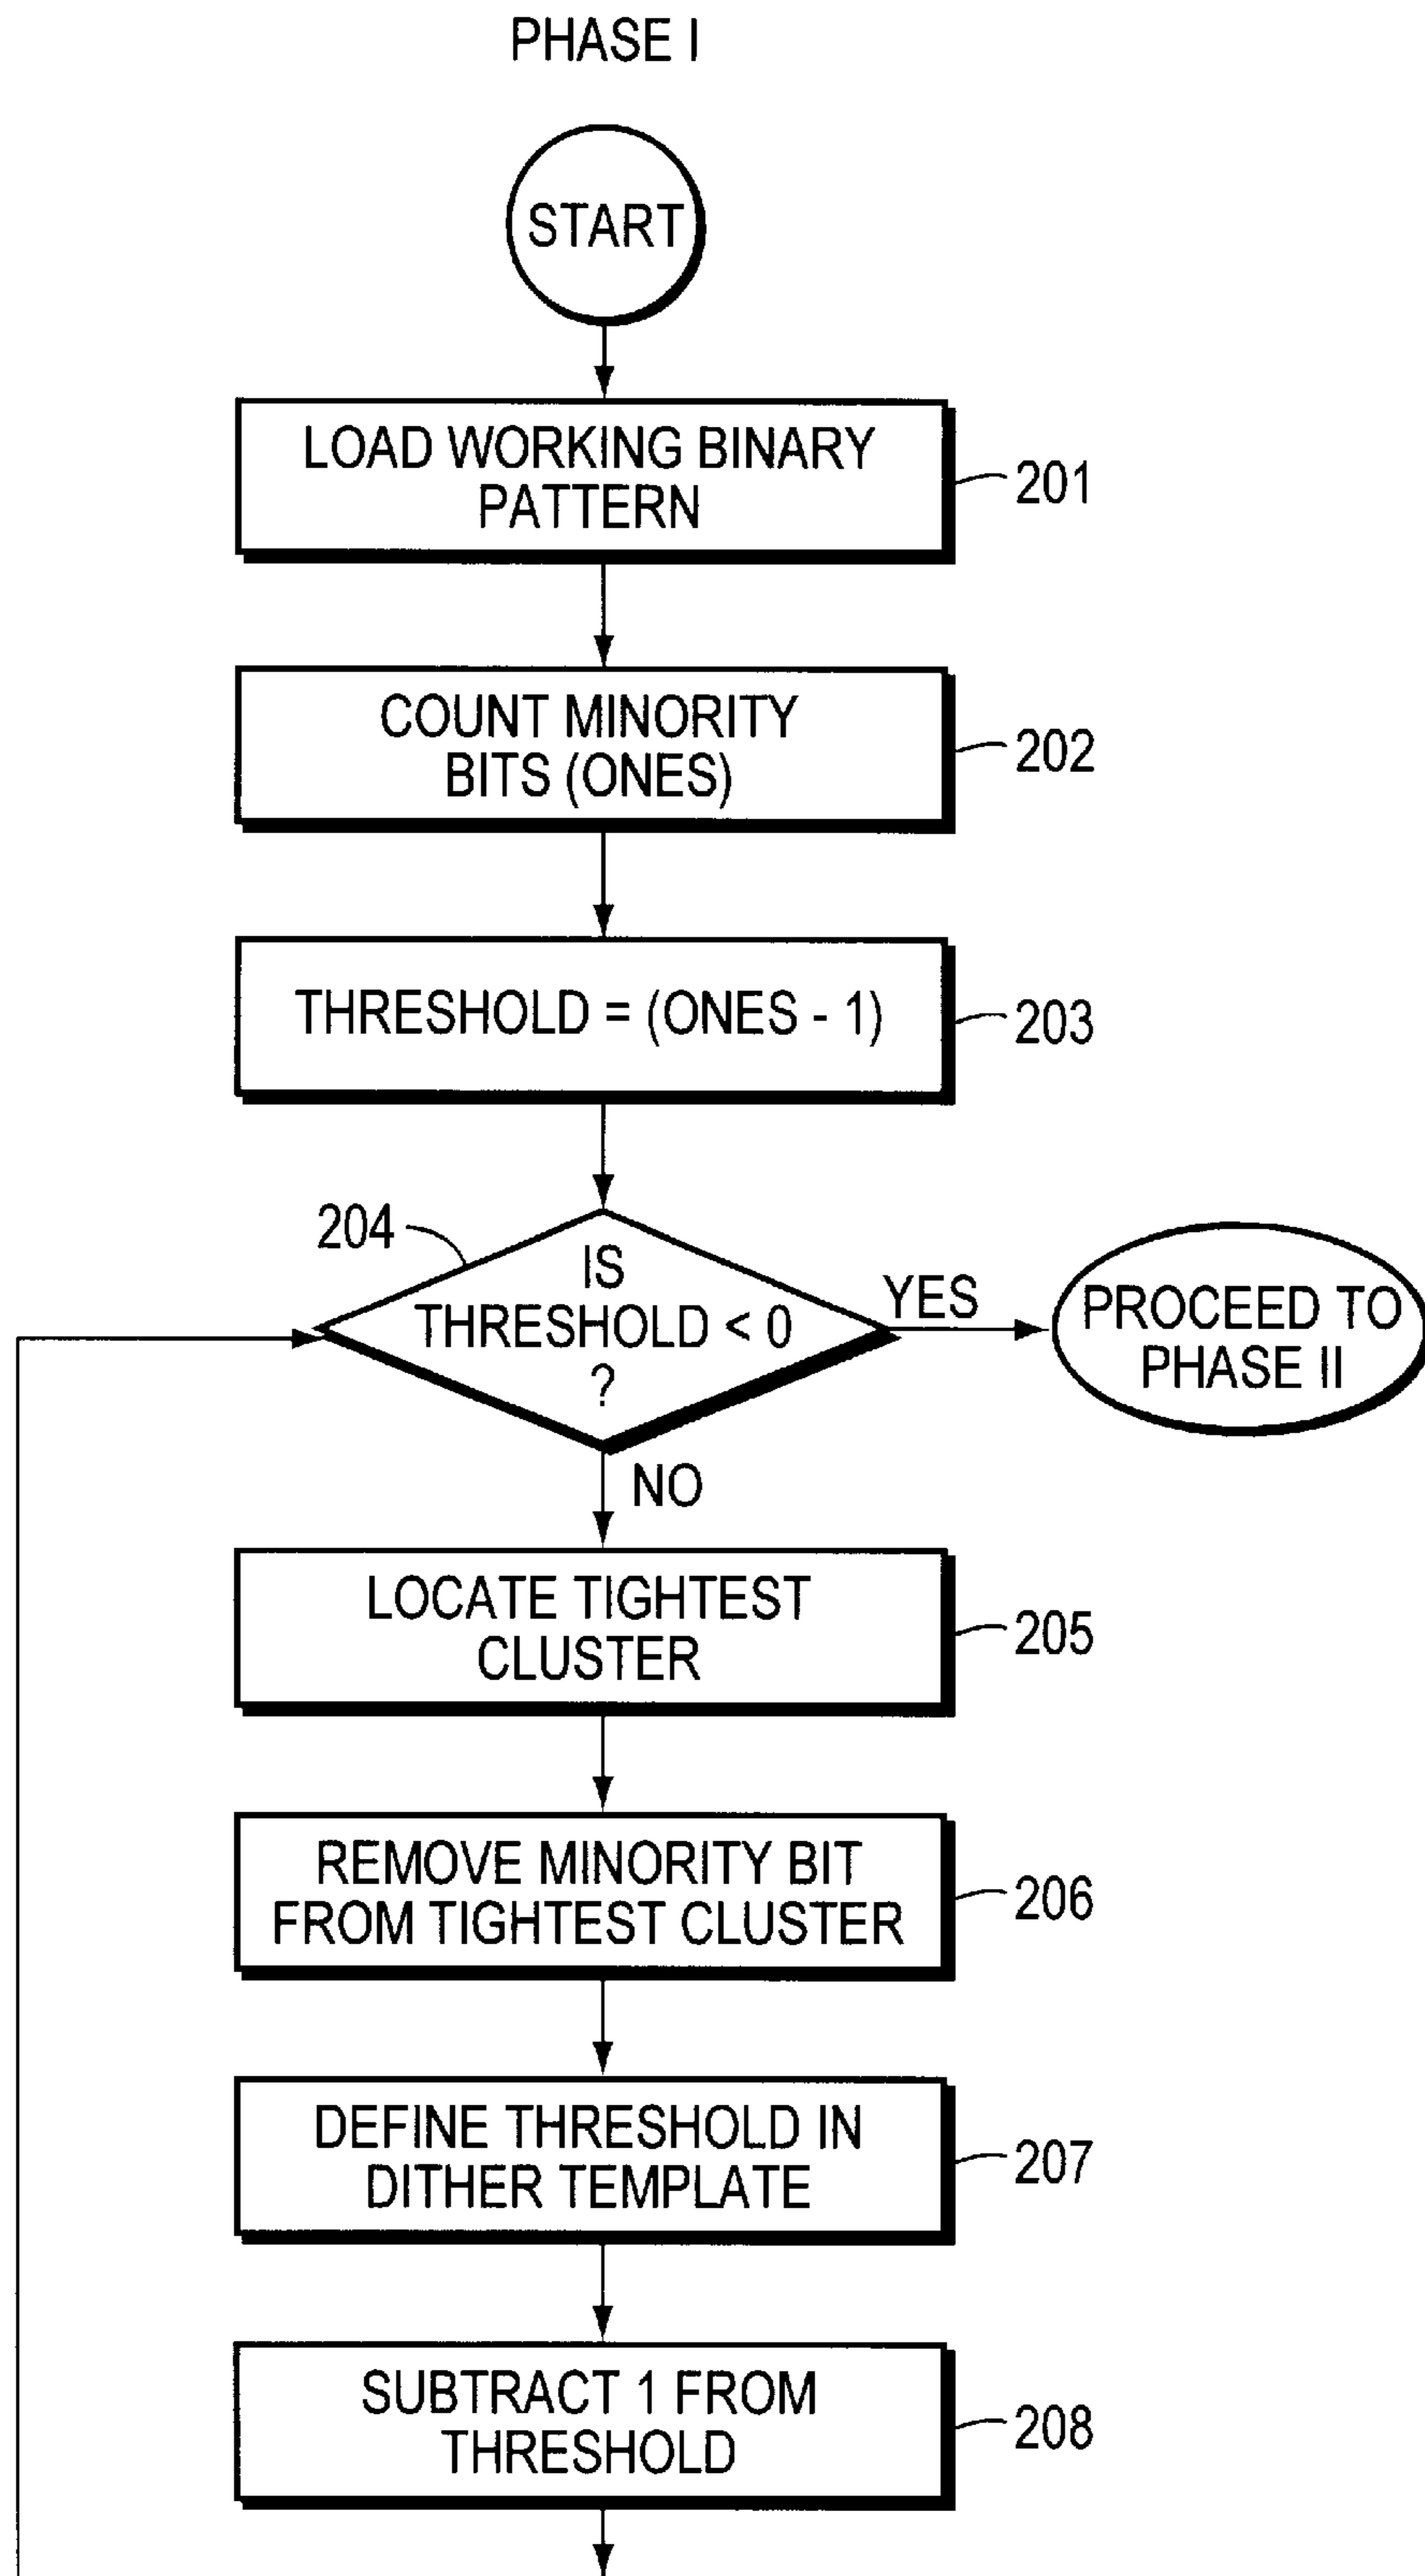 PHASE I
START
LOAD WORKING BINARY
PATTERN
201
COUNT MINORITY
BITS (ONES)
202
THRESHOLD = (ONES - 1)
203
204
IS
THRESHOLD < 0
?
YES
PROCEED TO
PHASE II
NO
LOCATE TIGHTEST
CLUSTER
205
REMOVE MINORITY BIT
FROM TIGHTEST CLUSTER
206
DEFINE THRESHOLD IN
DITHER TEMPLATE
207
SUBTRACT 1 FROM
THRESHOLD
208